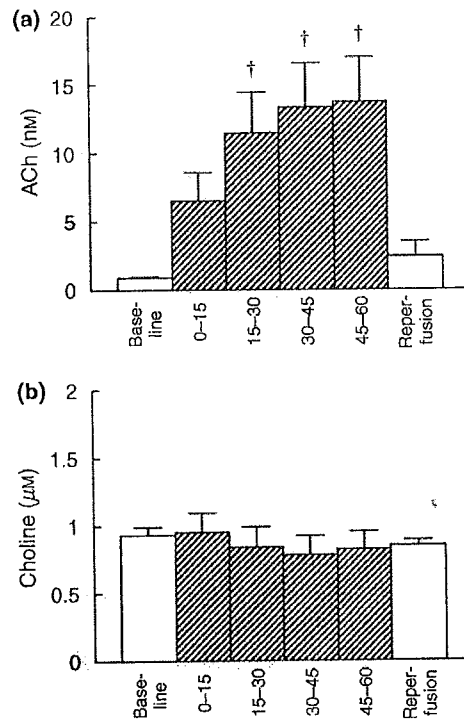 (a)
20
15
10
5
0
ACh (nM)
†
†
†
Base-
line
0–15
15–30
30–45
45–60
Reper-
fusion
(b)
2
1.5
1
0.5
0
Choline (μM)
Base-
line
0–15
15–30
30–45
45–60
Reper-
fusion